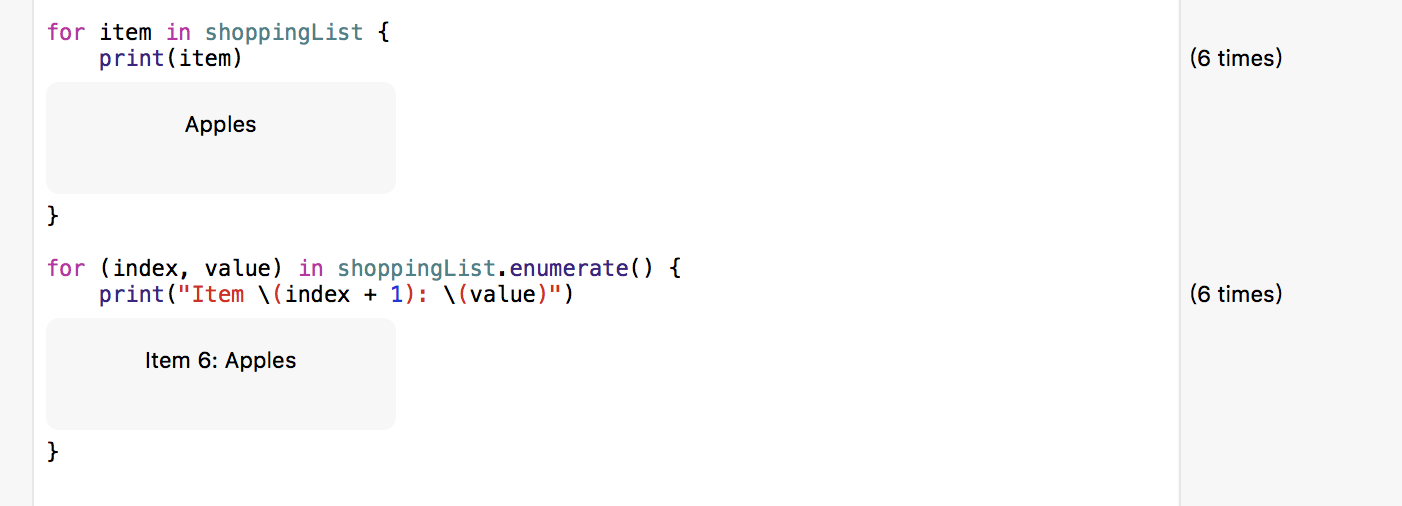 for item in shoppingList {
    print(item)
(6 times)
Apples
}
for (index, value) in shoppingList.enumerate() {
    print("Item \(index + 1): \(value)")
(6 times)
Item 6: Apples
}